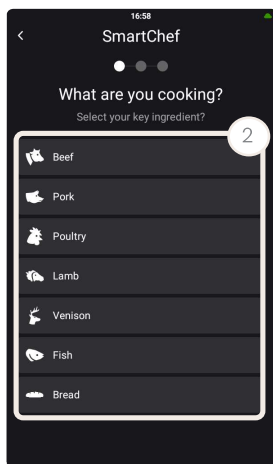 16:58
SmartChef
What are you cooking?
Select your key ingredient?
2
Beef
Pork
Poultry
Lamb
Venison
Fish
Bread